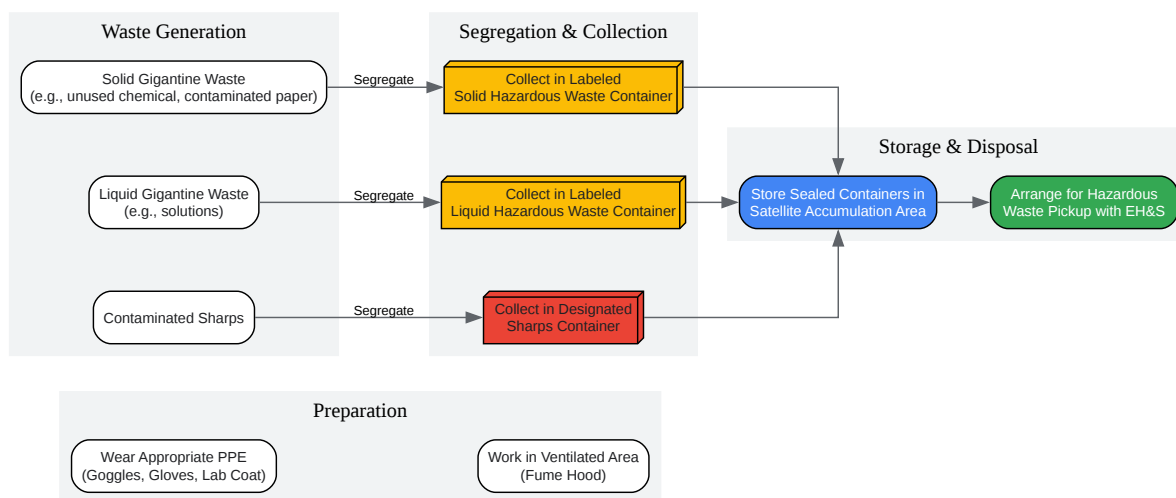 Waste Generation
Solid Gigantine Waste
(e.g., unused chemical, contaminated paper)
Segregate
Liquid Gigantine Waste
(e.g., solutions)
Segregate
Contaminated Sharps
Segregate
Segregation & Collection
Collect in Labeled
Solid Hazardous Waste Container
Collect in Labeled
Liquid Hazardous Waste Container
Collect in Designated
Sharps Container
Storage & Disposal
Store Sealed Containers in
Satellite Accumulation Area
Arrange for Hazardous
Waste Pickup with EH&S
Preparation
Wear Appropriate PPE
(Goggles, Gloves, Lab Coat)
Work in Ventilated Area
(Fume Hood)